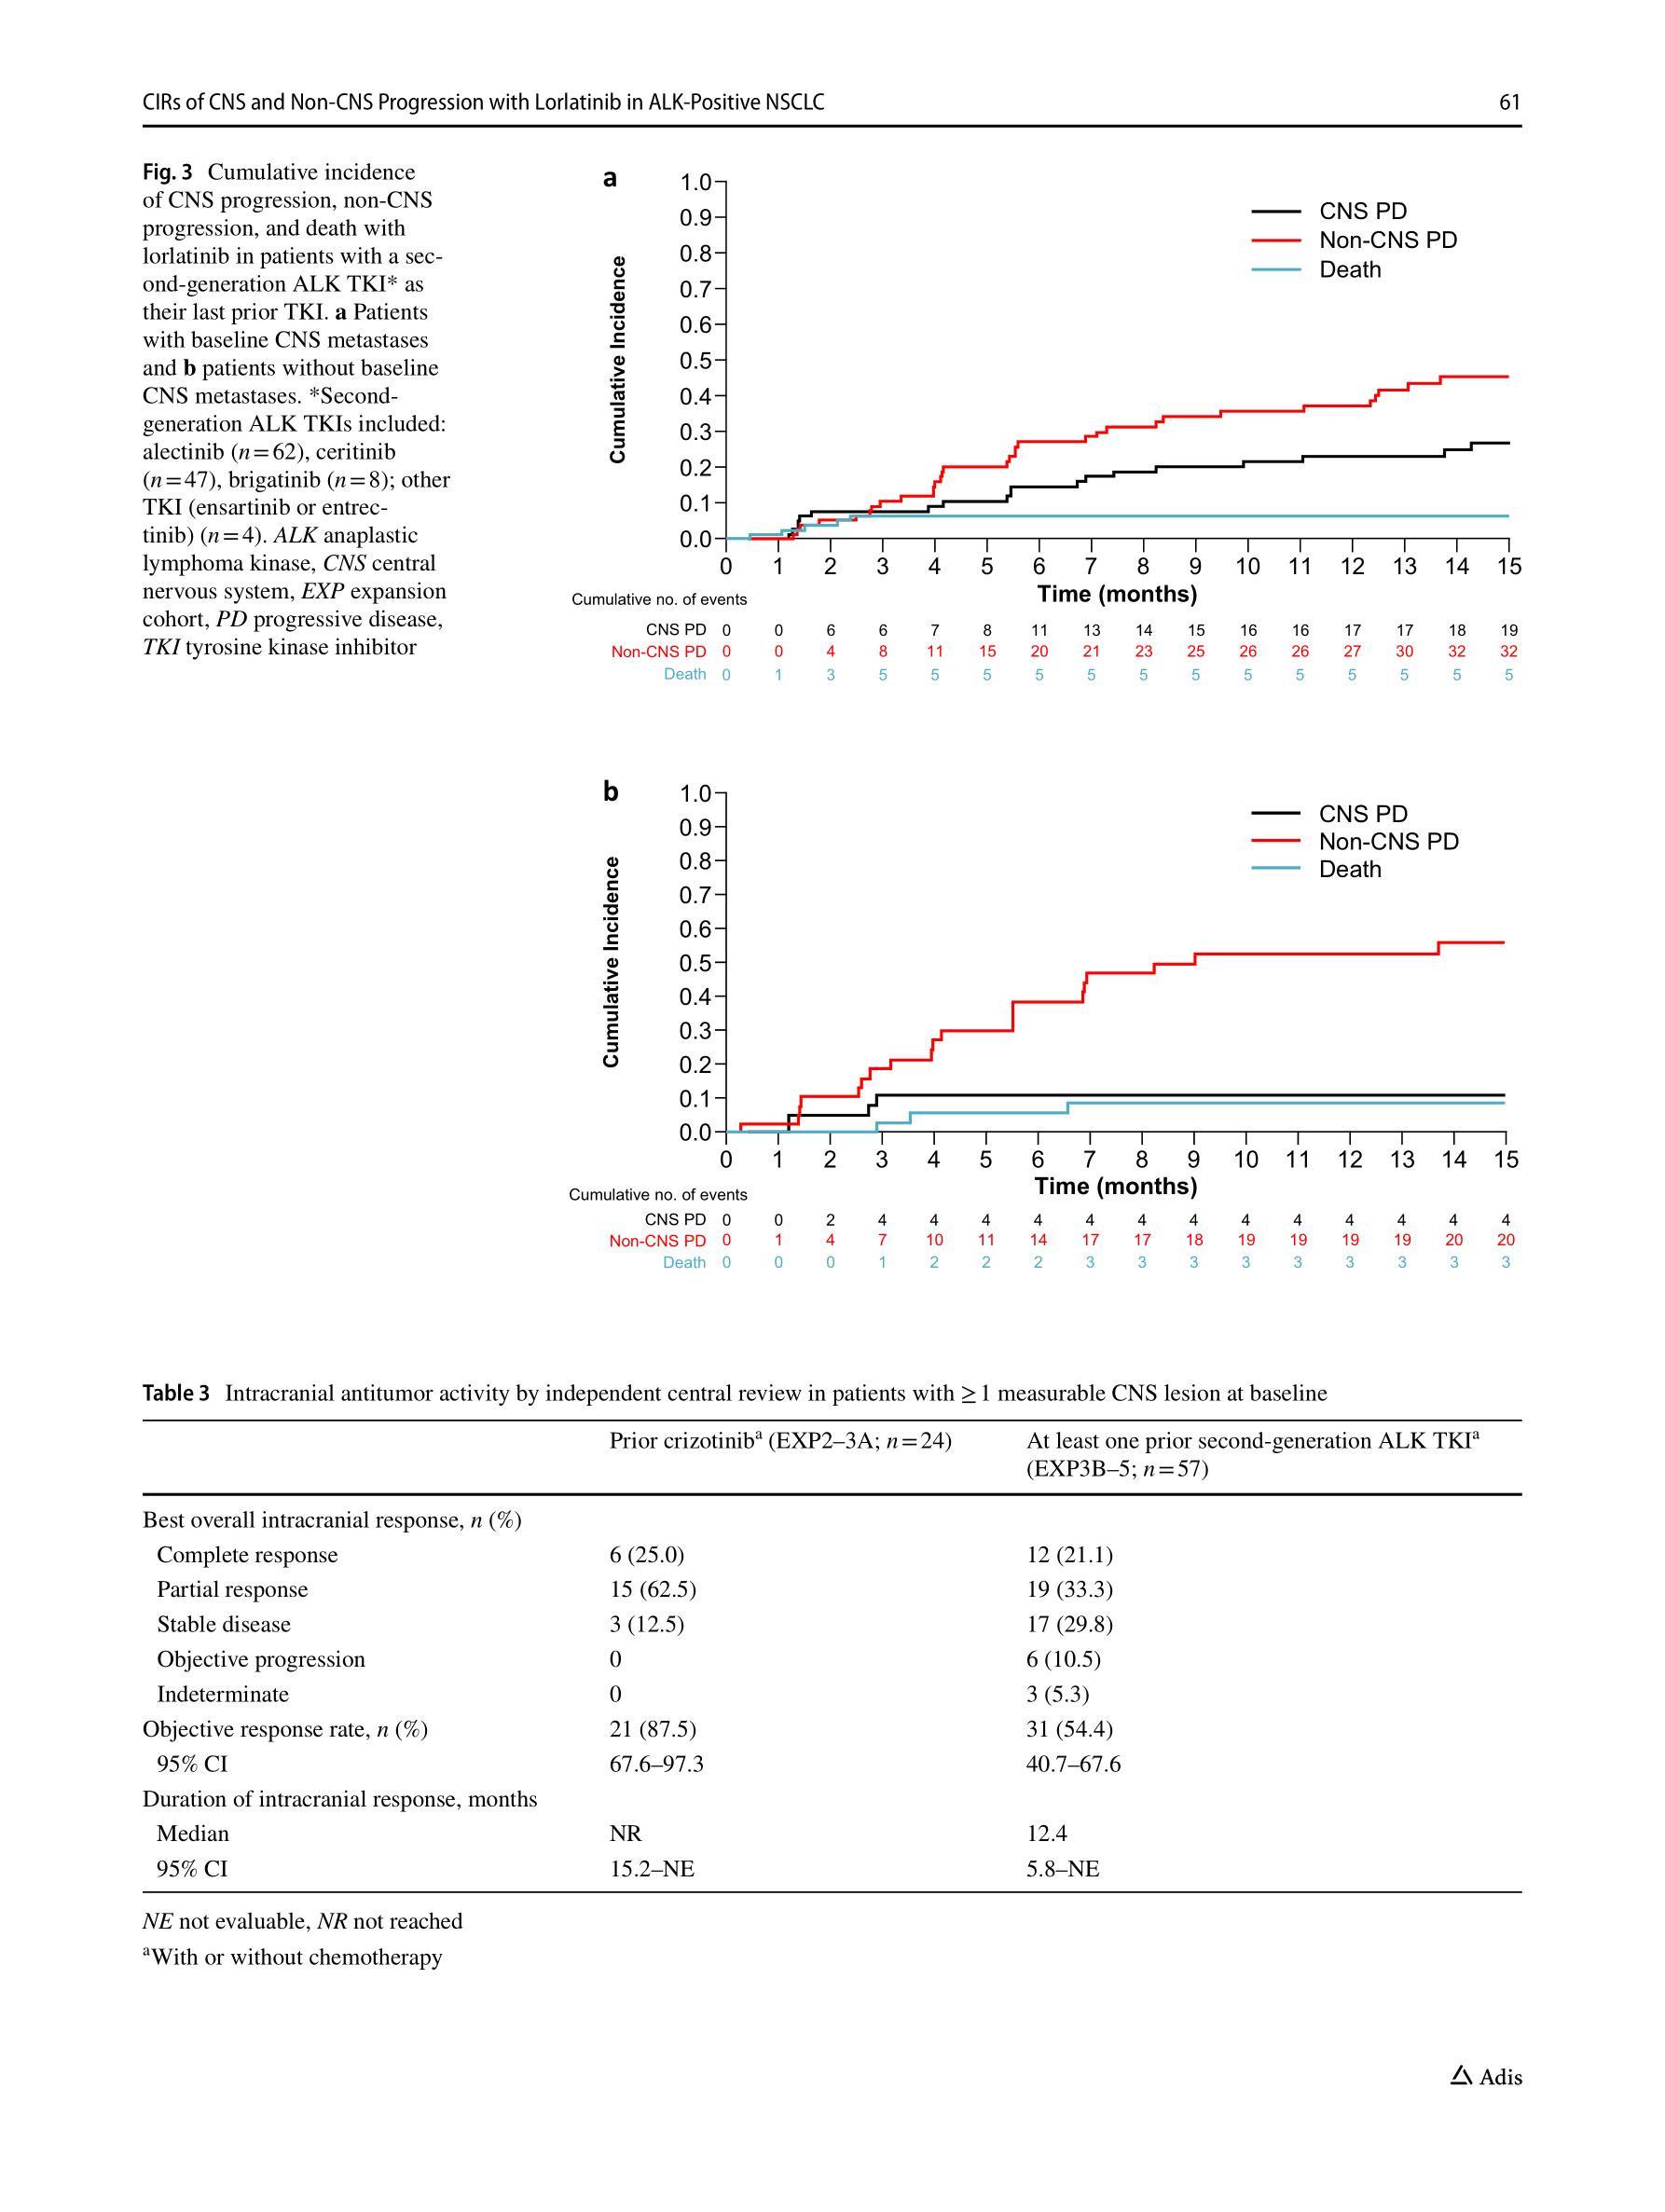 CIRs of CNS and Non-CNS Progression with Lorlatinib in ALK-Positive NSCLC 61
Fig. 3 Cumulative incidence
of CNS progression, non-CNS
progression, and death with
lorlatinib in patients with a sec-
ond-generation ALK TKI* as
their last prior TKI. a Patients
with baseline CNS metastases
and b patients without baseline
CNS metastases. *Second-
generation ALK TKIs included:
alectinib (n=62), ceritinib
(n=47), brigatinib (n=8); other
TKI (ensartinib or entrec-
tinib) (n=4). ALK anaplastic
lymphoma kinase, CNS central
nervous system, EXP expansion
cohort, PD progressive disease,
TKI tyrosine kinase inhibitor
a
Cumulative Incidence
1.0
0.9
0.8
0.7
0.6
0.5
0.4
0.3
0.2
0.1
0.0
CNS PD
Non-CNS PD
Death
0 1 2 3 4 5 6 7 8 9 10 11 12 13 14 15
Time (months)
Cumulative no. of events
CNS PD 0 0 6 6 7 8 11 13 14 15 16 16 17 17 18 19
Non-CNS PD 0 0 4 8 11 15 20 21 23 25 26 26 27 30 32 32
Death 0 1 3 5 5 5 5 5 5 5 5 5 5 5 5 5
b
Cumulative Incidence
1.0
0.9
0.8
0.7
0.6
0.5
0.4
0.3
0.2
0.1
0.0
CNS PD
Non-CNS PD
Death
0 1 2 3 4 5 6 7 8 9 10 11 12 13 14 15
Time (months)
Cumulative no. of events
CNS PD 0 0 2 4 4 4 4 4 4 4 4 4 4 4 4 4
Non-CNS PD 0 1 4 7 10 11 14 17 17 18 19 19 19 19 20 20
Death 0 0 0 1 2 2 2 3 3 3 3 3 3 3 3 3
Table 3 Intracranial antitumor activity by independent central review in patients with ≥1 measurable CNS lesion at baseline
Prior crizotinibᵃ (EXP2–3A; n=24) At least one prior second-generation ALK TKIᵃ
(EXP3B–5; n=57)
Best overall intracranial response, n (%)
Complete response 6 (25.0) 12 (21.1)
Partial response 15 (62.5) 19 (33.3)
Stable disease 3 (12.5) 17 (29.8)
Objective progression 0 6 (10.5)
Indeterminate 0 3 (5.3)
Objective response rate, n (%) 21 (87.5) 31 (54.4)
95% CI 67.6–97.3 40.7–67.6
Duration of intracranial response, months
Median NR 12.4
95% CI 15.2–NE 5.8–NE
NE not evaluable, NR not reached
ᵃWith or without chemotherapy
Adis